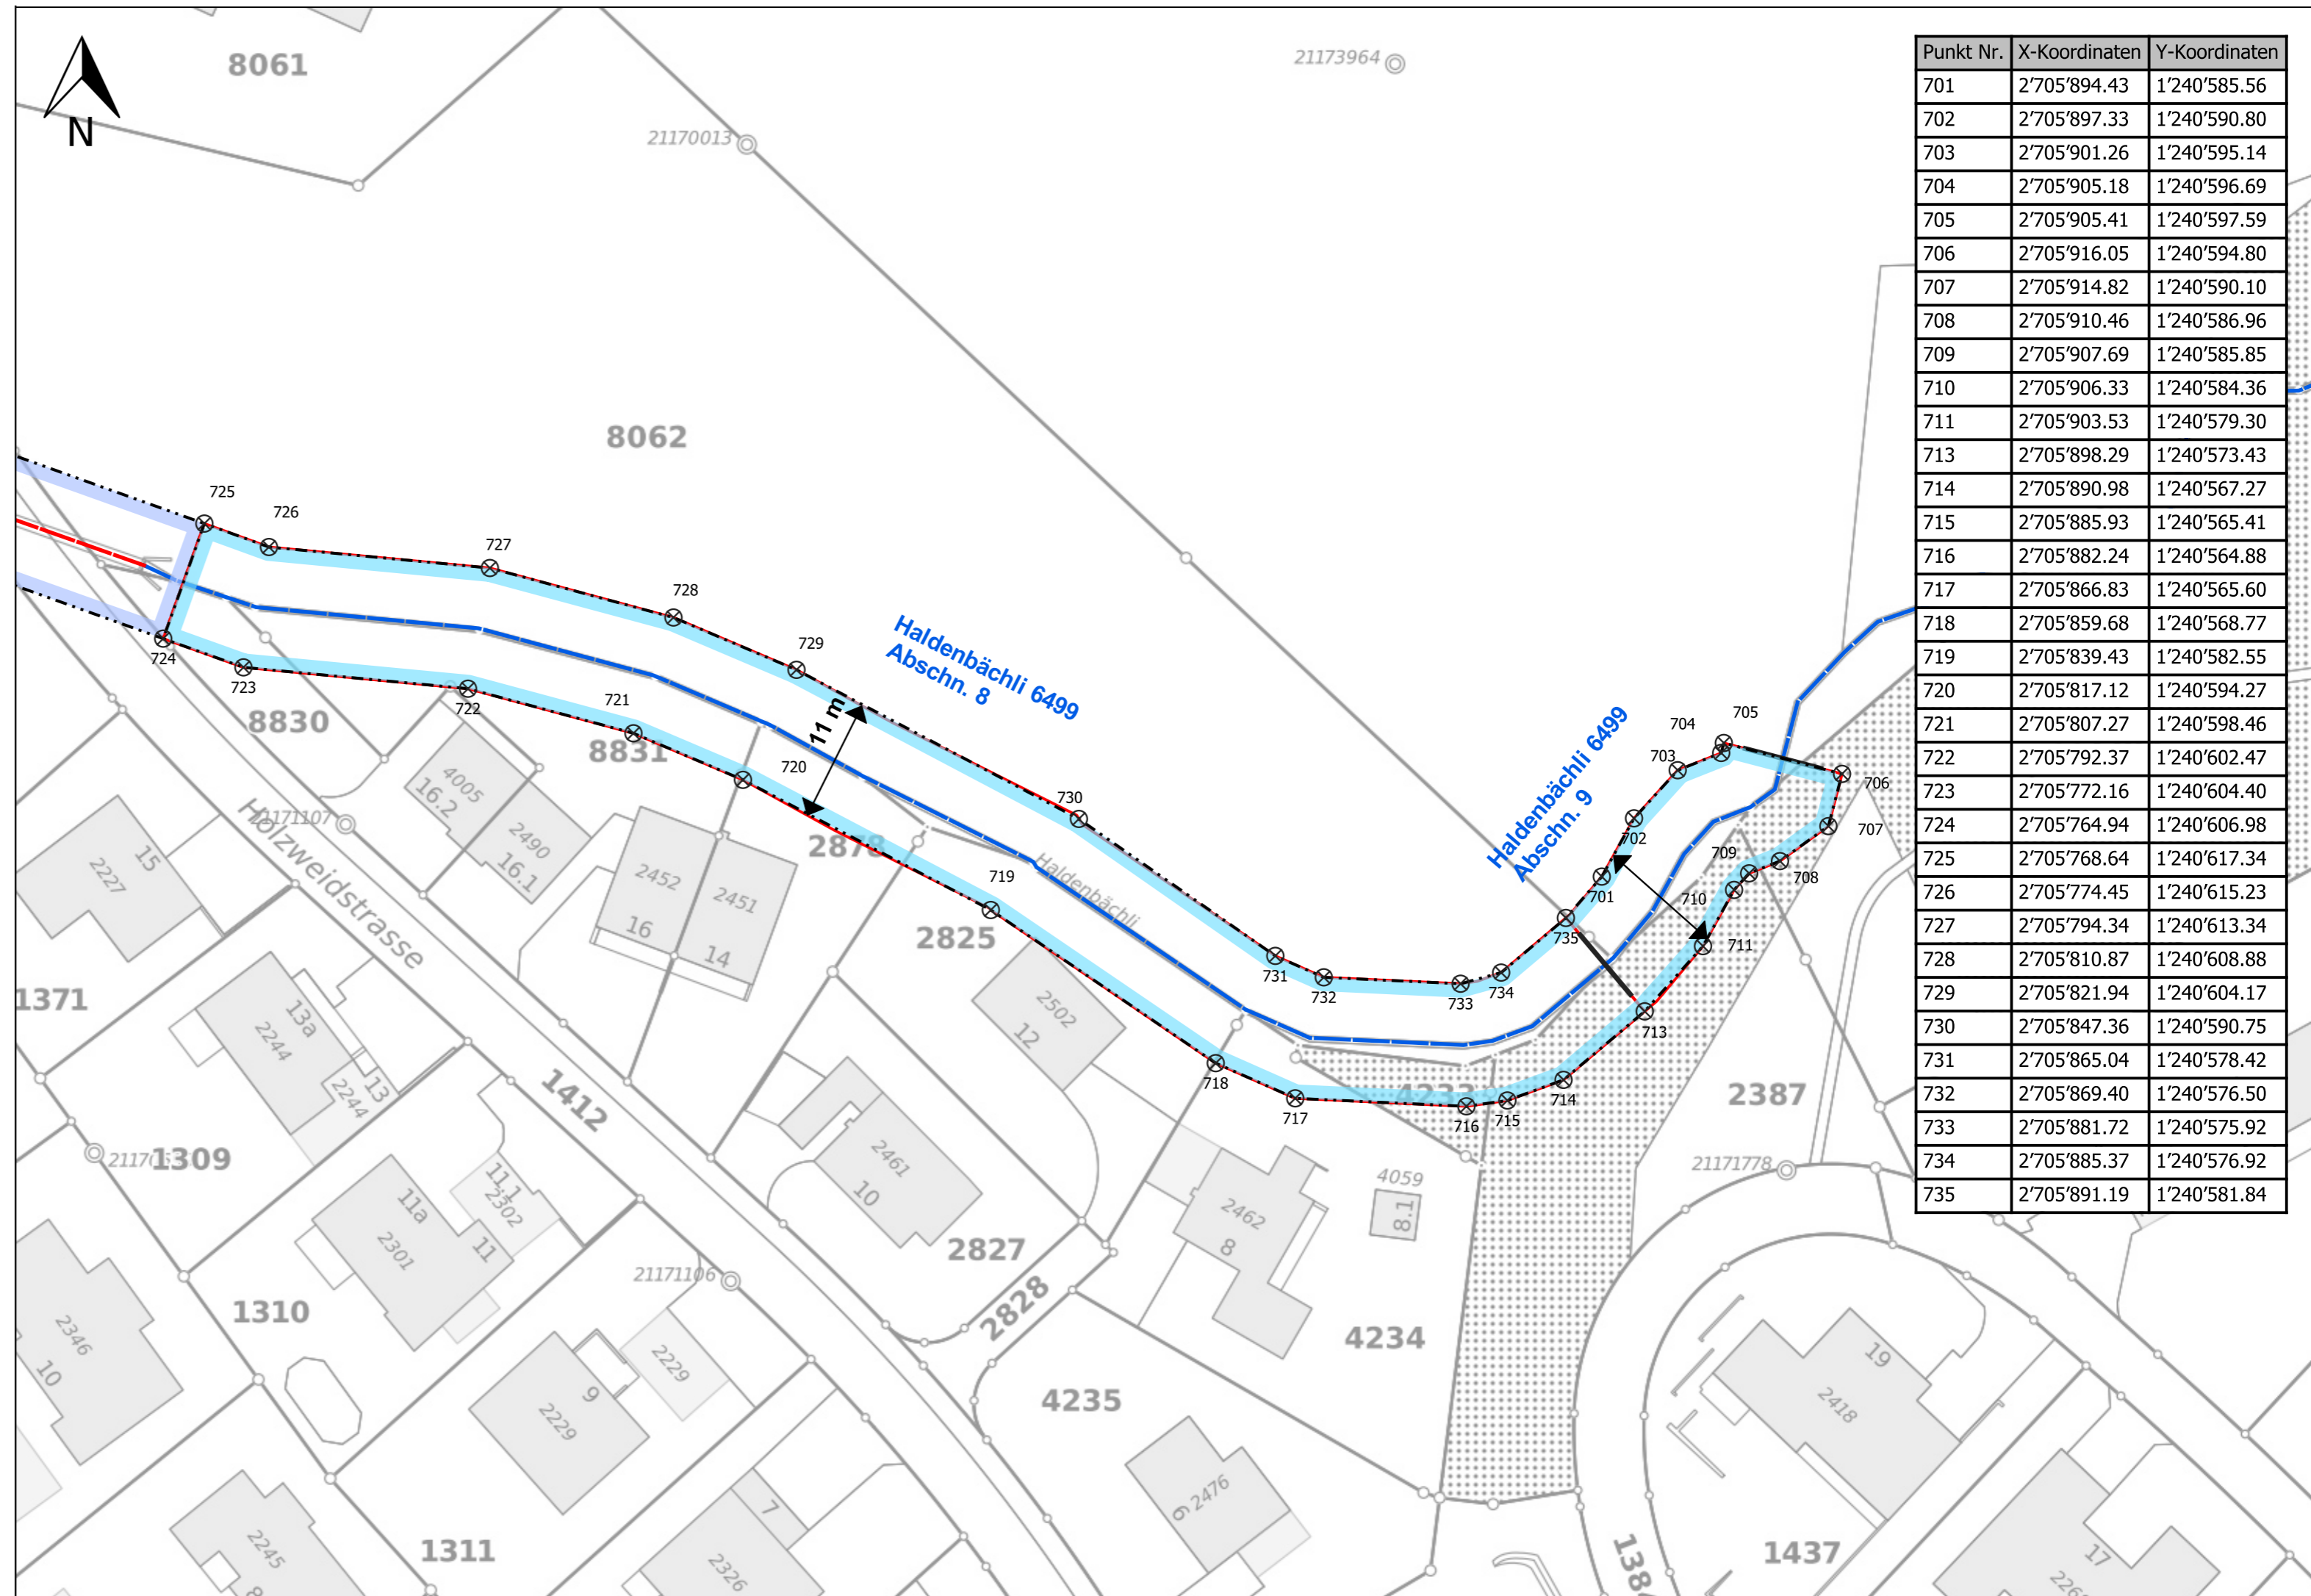 N
8061
21173964
21170013
8062
Punkt Nr. X-Koordinaten Y-Koordinaten
701 2'705'894.43 1'240'585.56
702 2'705'897.33 1'240'590.80
703 2'705'901.26 1'240'595.14
704 2'705'905.18 1'240'596.69
705 2'705'905.41 1'240'597.59
706 2'705'916.05 1'240'594.80
707 2'705'914.82 1'240'590.10
708 2'705'910.46 1'240'586.96
709 2'705'907.69 1'240'585.85
710 2'705'906.33 1'240'584.36
711 2'705'903.53 1'240'579.30
713 2'705'898.29 1'240'573.43
714 2'705'890.98 1'240'567.27
715 2'705'885.93 1'240'565.41
716 2'705'882.24 1'240'564.88
717 2'705'866.83 1'240'565.60
718 2'705'859.68 1'240'568.77
719 2'705'839.43 1'240'582.55
720 2'705'817.12 1'240'594.27
721 2'705'807.27 1'240'598.46
722 2'705'792.37 1'240'602.47
723 2'705'772.16 1'240'604.40
724 2'705'764.94 1'240'606.98
725 2'705'768.64 1'240'617.34
726 2'705'774.45 1'240'615.23
727 2'705'794.34 1'240'613.34
728 2'705'810.87 1'240'608.88
729 2'705'821.94 1'240'604.17
730 2'705'847.36 1'240'590.75
731 2'705'865.04 1'240'578.42
732 2'705'869.40 1'240'576.50
733 2'705'881.72 1'240'575.92
734 2'705'885.37 1'240'576.92
735 2'705'891.19 1'240'581.84
725
726
727
728
729
Haldenbächli 6499
Abschn. 8
11 m
724
723
722
721
720
719
730
731
732
733
734
735
718
717
716
715
714
713
Haldenbächli 6499
Abschn. 9
701
702
703
704
705
706
707
708
709
710
711
Haldenbächli
8830
8831
2878
2825
4005
16.2
2490
16.1
2452
16
2451
14
21171107
Holzweidstrasse
15
2227
1371
13a
2244
13
2244
1412
2502
12
2387
1309
11.1
2302
11a
2301
11
2461
10
2827
2828
4059
8.1
2462
8
21171778
21171106
1310
2346
10
2229
9
2229
4234
4235
19
2418
2476
6
1311
7
2326
2245
1437
17